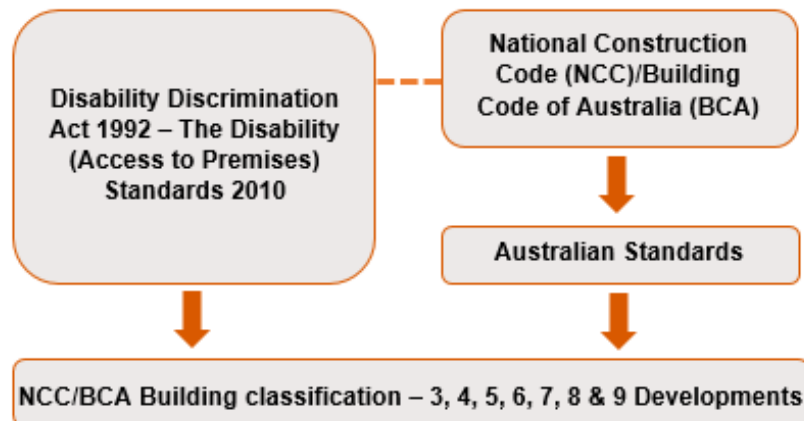 Disability Discrimination
Act 1992 – The Disability
(Access to Premises)
Standards 2010
National Construction
Code (NCC)/Building
Code of Australia (BCA)
Australian Standards
NCC/BCA Building classification – 3, 4, 5, 6, 7, 8 & 9 Developments